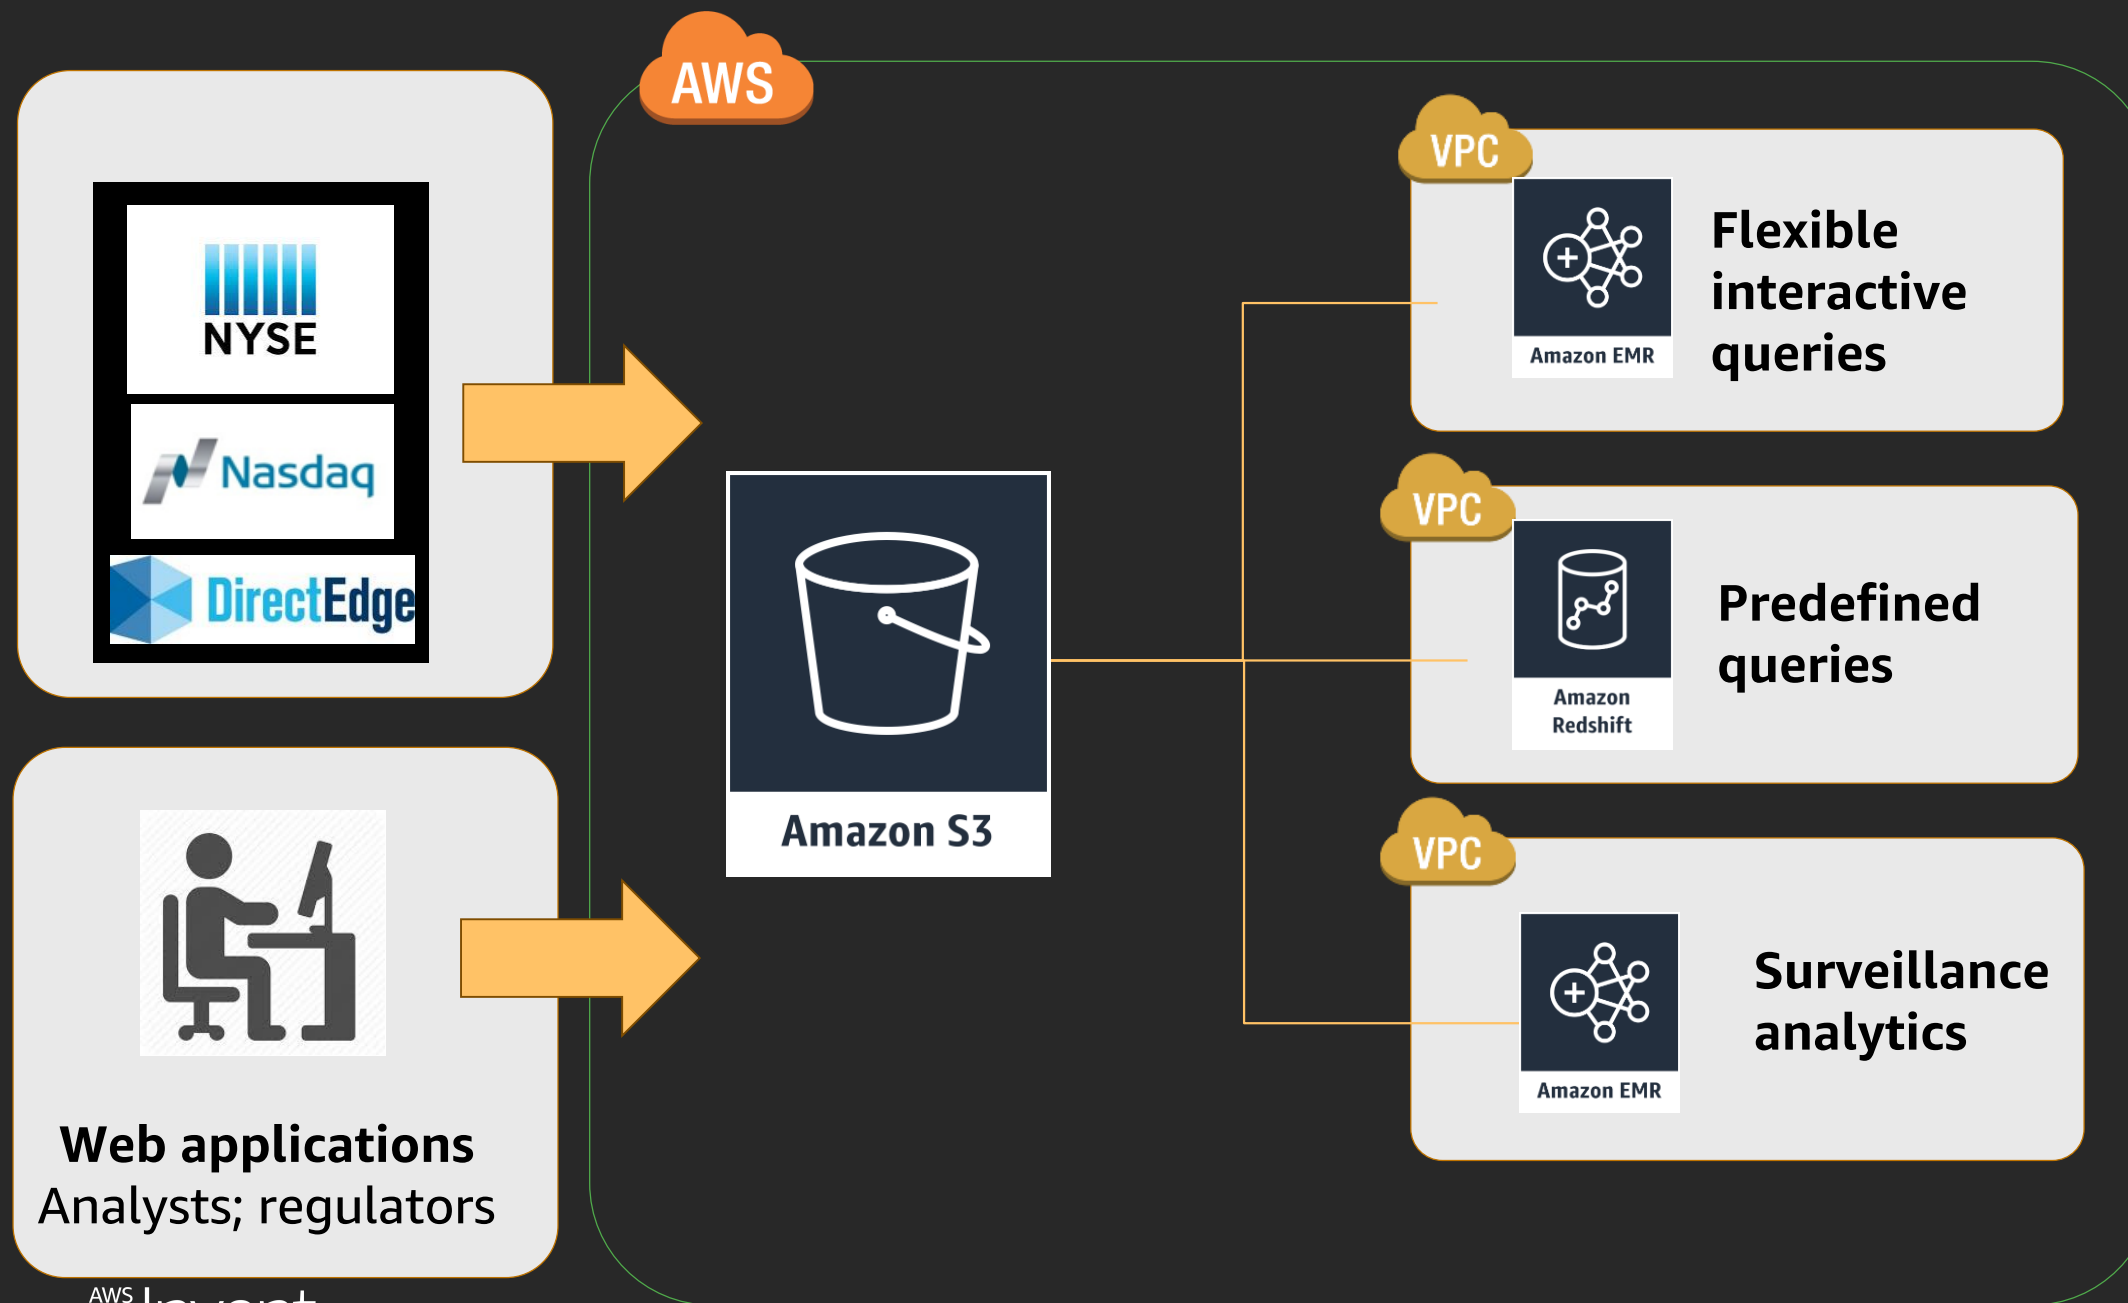 AWS
NYSE
Nasdaq
DirectEdge
Web applications
Analysts; regulators
Amazon S3
VPC
Amazon EMR
Flexible
interactive
queries
VPC
Amazon
Redshift
Predefined
queries
VPC
Amazon EMR
Surveillance
analytics
AWS